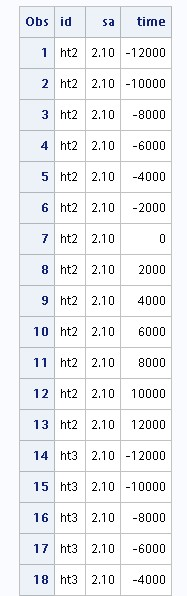 Obs id sa time
1 ht2 2.10 -12000
2 ht2 2.10 -10000
3 ht2 2.10 -8000
4 ht2 2.10 -6000
5 ht2 2.10 -4000
6 ht2 2.10 -2000
7 ht2 2.10 0
8 ht2 2.10 2000
9 ht2 2.10 4000
10 ht2 2.10 6000
11 ht2 2.10 8000
12 ht2 2.10 10000
13 ht2 2.10 12000
14 ht3 2.10 -12000
15 ht3 2.10 -10000
16 ht3 2.10 -8000
17 ht3 2.10 -6000
18 ht3 2.10 -4000